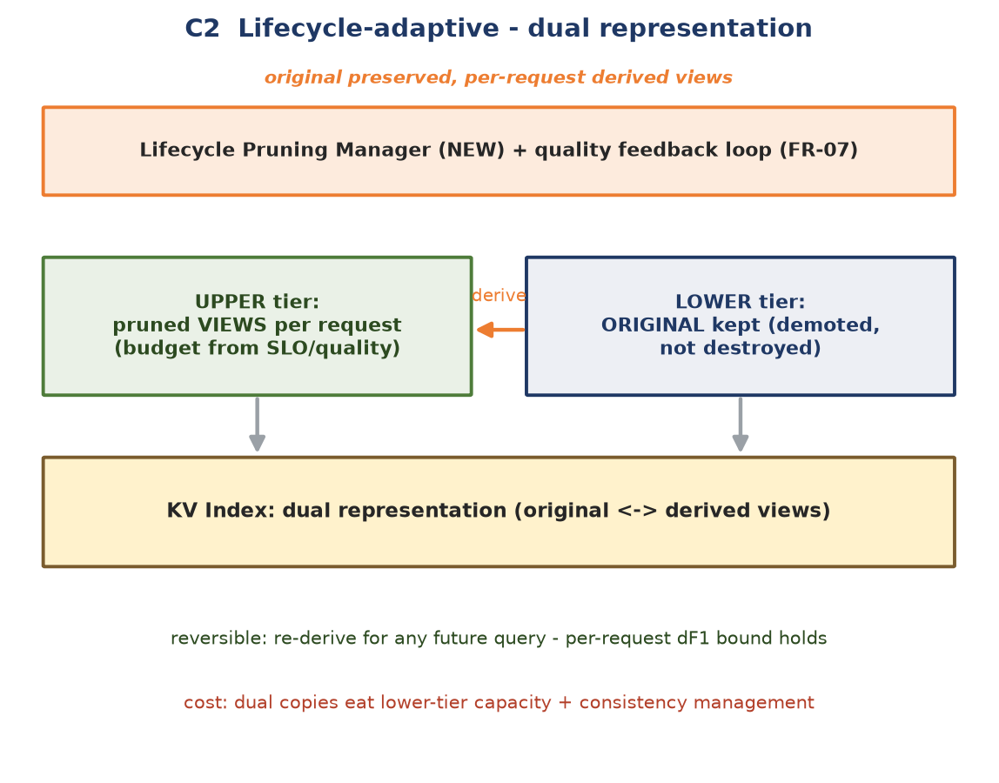 C2  Lifecycle-adaptive - dual representation
original preserved, per-request derived views
Lifecycle Pruning Manager (NEW) + quality feedback loop (FR-07)
UPPER tier:
pruned VIEWS per request
(budget from SLO/quality)
derive
LOWER tier:
ORIGINAL kept (demoted,
not destroyed)
KV Index: dual representation (original <-> derived views)
reversible: re-derive for any future query - per-request dF1 bound holds
cost: dual copies eat lower-tier capacity + consistency management